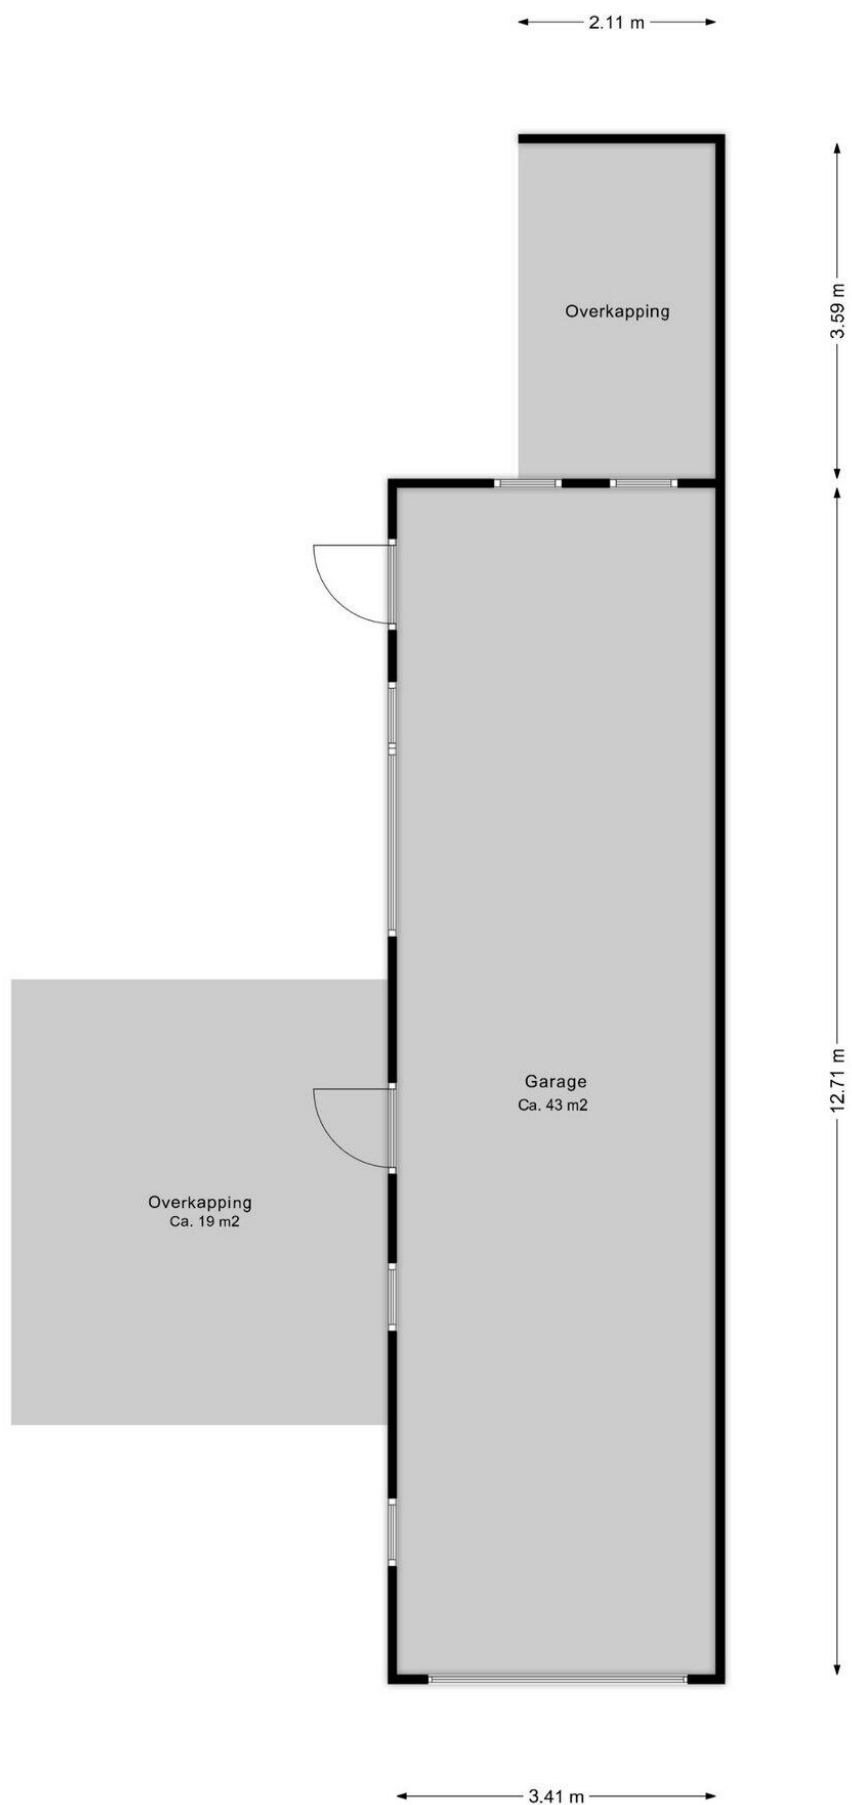 2.11 m
Overkapping
3.59 m
Garage
Ca. 43 m2
12.71 m
Overkapping
Ca. 19 m2
3.41 m